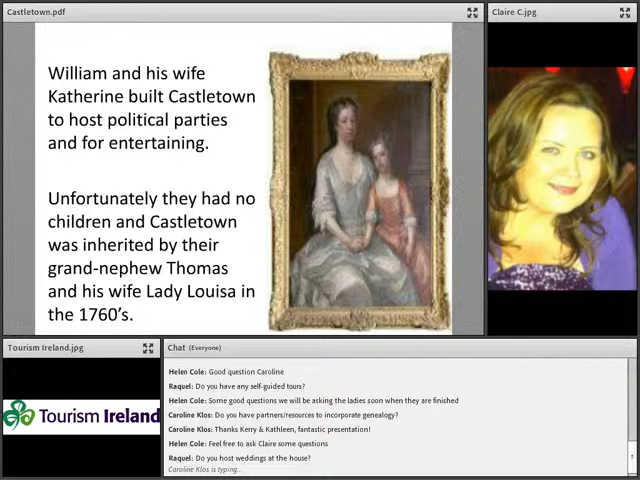 Castletown.pdf
Claire C.jpg
William and his wife
Katherine built Castletown
to host political parties
and for entertaining.
Unfortunately they had no
children and Castletown
was inherited by their
grand-nephew Thomas
and his wife Lady Louisa in
the 1760’s.
Tourism Ireland.jpg
Tourism Ireland
Chat (Everyone)
Helen Cole: Good question Caroline
Raquel: Do you have any self-guided tours?
Helen Cole: Some good questions we will be asking the ladies soon when they are finished
Caroline Klos: Do you have partners/resources to incorporate genealogy?
Caroline Klos: Thanks Kerry & Kathleen, fantastic presentation!
Helen Cole: Feel free to ask Claire some questions
Raquel: Do you host weddings at the house?
Caroline Klos is typing...